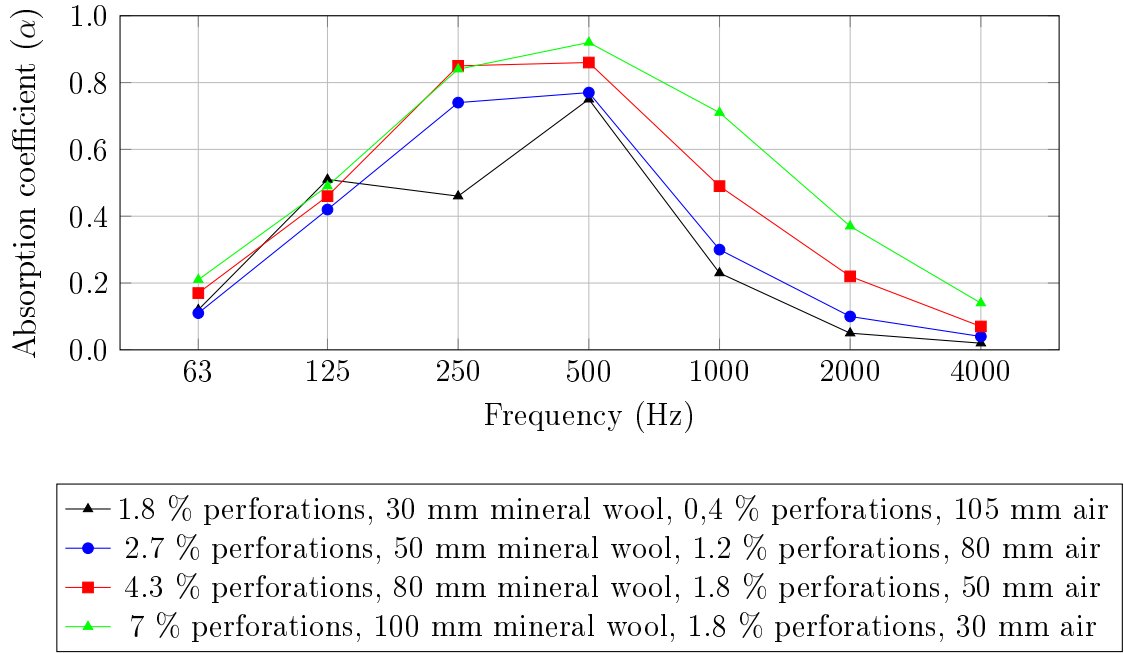 Absorption coefficient (α)
1.0
0.8
0.6
0.4
0.2
0.0
63 125 250 500 1000 2000 4000
Frequency (Hz)
1.8 % perforations, 30 mm mineral wool, 0,4 % perforations, 105 mm air
2.7 % perforations, 50 mm mineral wool, 1.2 % perforations, 80 mm air
4.3 % perforations, 80 mm mineral wool, 1.8 % perforations, 50 mm air
7 % perforations, 100 mm mineral wool, 1.8 % perforations, 30 mm air